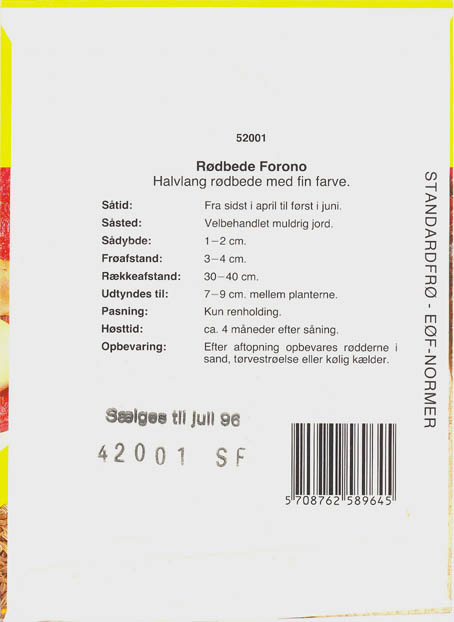 52001
Rødbede Forono
Halvlang rødbede med fin farve.
Såtid: Fra sidst i april til først i juni.
Såsted: Velbehandlet muldrig jord.
Sådybde: 1–2 cm.
Frøafstand: 3–4 cm.
Rækkeafstand: 30–40 cm.
Udtyndes til: 7–9 cm. mellem planterne.
Pasning: Kun renholding.
Høsttid: ca. 4 måneder efter såning.
Opbevaring: Efter aftopning opbevares rødderne i
sand, tørvestrøelse eller kølig kælder.
STANDARDFRØ - EØF-NORMER
Sælges til juli 96
42001 SF
5 708762 589645